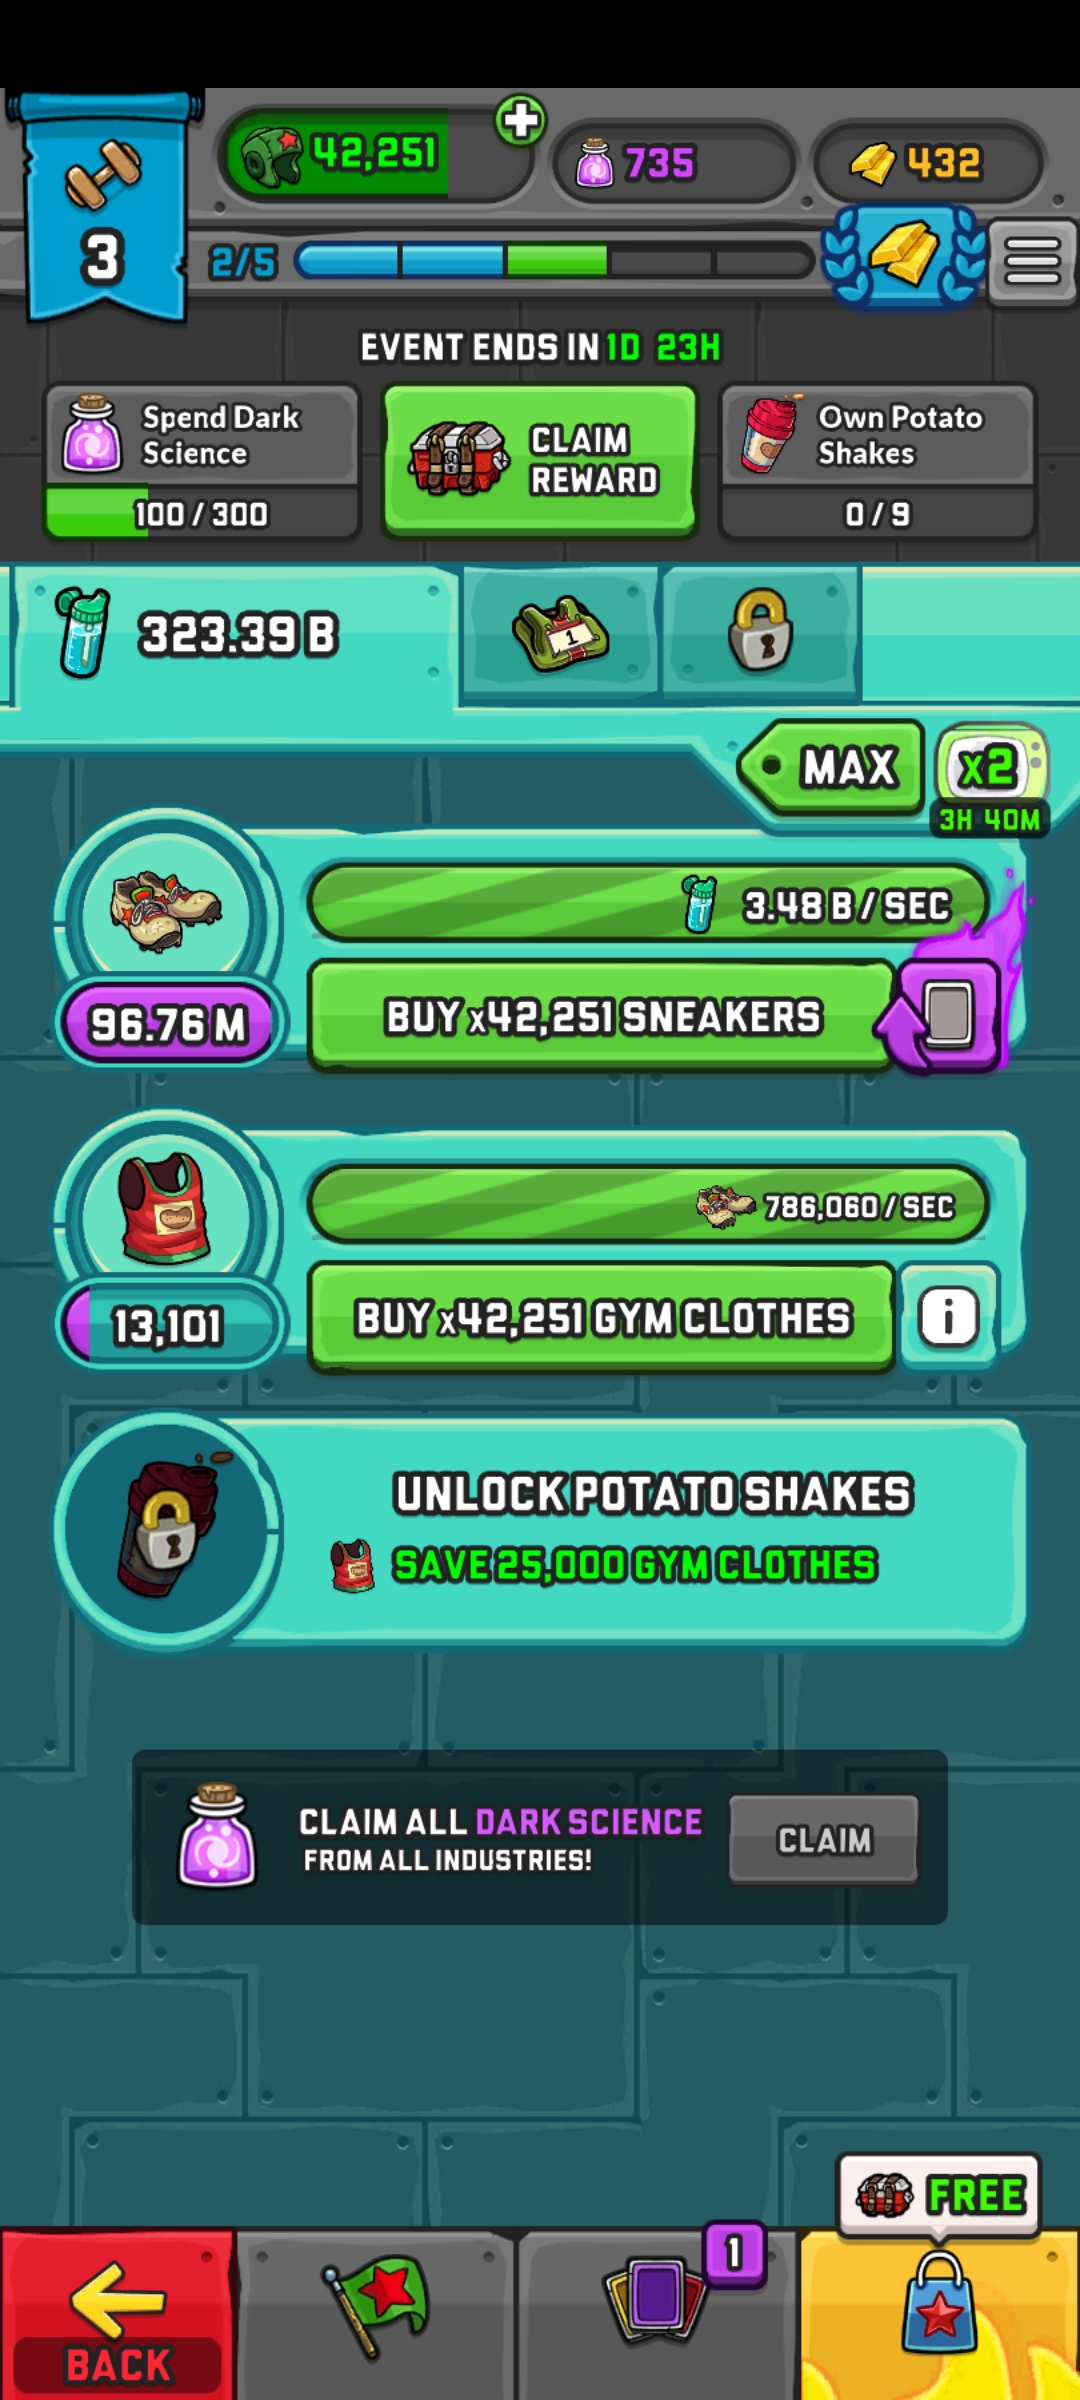 42,251
735
432
3
2/5
EVENT ENDS IN 1D 23H
Spend Dark
Science
100 / 300
CLAIM
REWARD
Own Potato
Shakes
0 / 9
323.39 B
1
MAX
x2
3H 40M
3.48 B / SEC
96.76 M
BUY x42,251 SNEAKERS
786,060 / SEC
13,101
BUY x42,251 GYM CLOTHES
i
UNLOCK POTATO SHAKES
SAVE 25,000 GYM CLOTHES
CLAIM ALL DARK SCIENCE
FROM ALL INDUSTRIES!
CLAIM
FREE
1
BACK